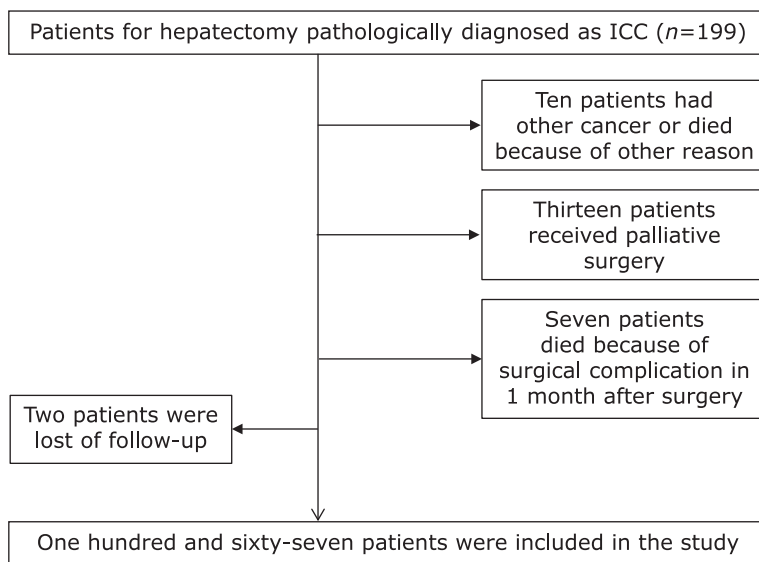 Patients for hepatectomy pathologically diagnosed as ICC (n=199)
Ten patients had
other cancer or died
because of other reason
Thirteen patients
received palliative
surgery
Seven patients
died because of
surgical complication in
1 month after surgery
Two patients were
lost of follow-up
One hundred and sixty-seven patients were included in the study